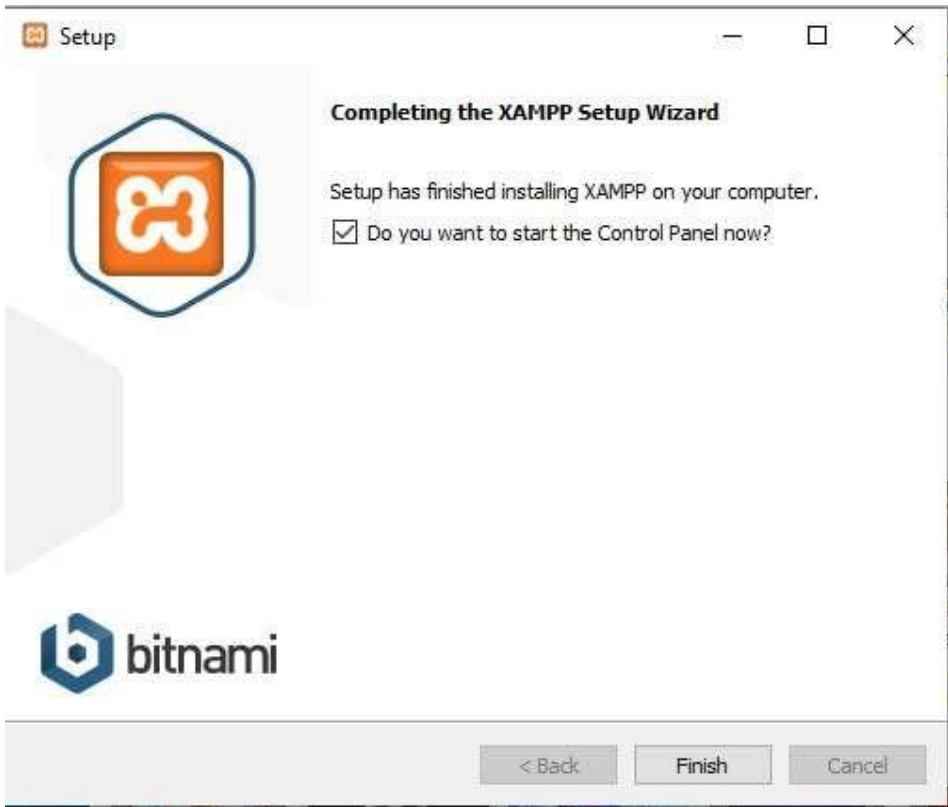 Setup
Completing the XAMPP Setup Wizard
Setup has finished installing XAMPP on your computer.
Do you want to start the Control Panel now?
bitnami
< Back
Finish
Cancel